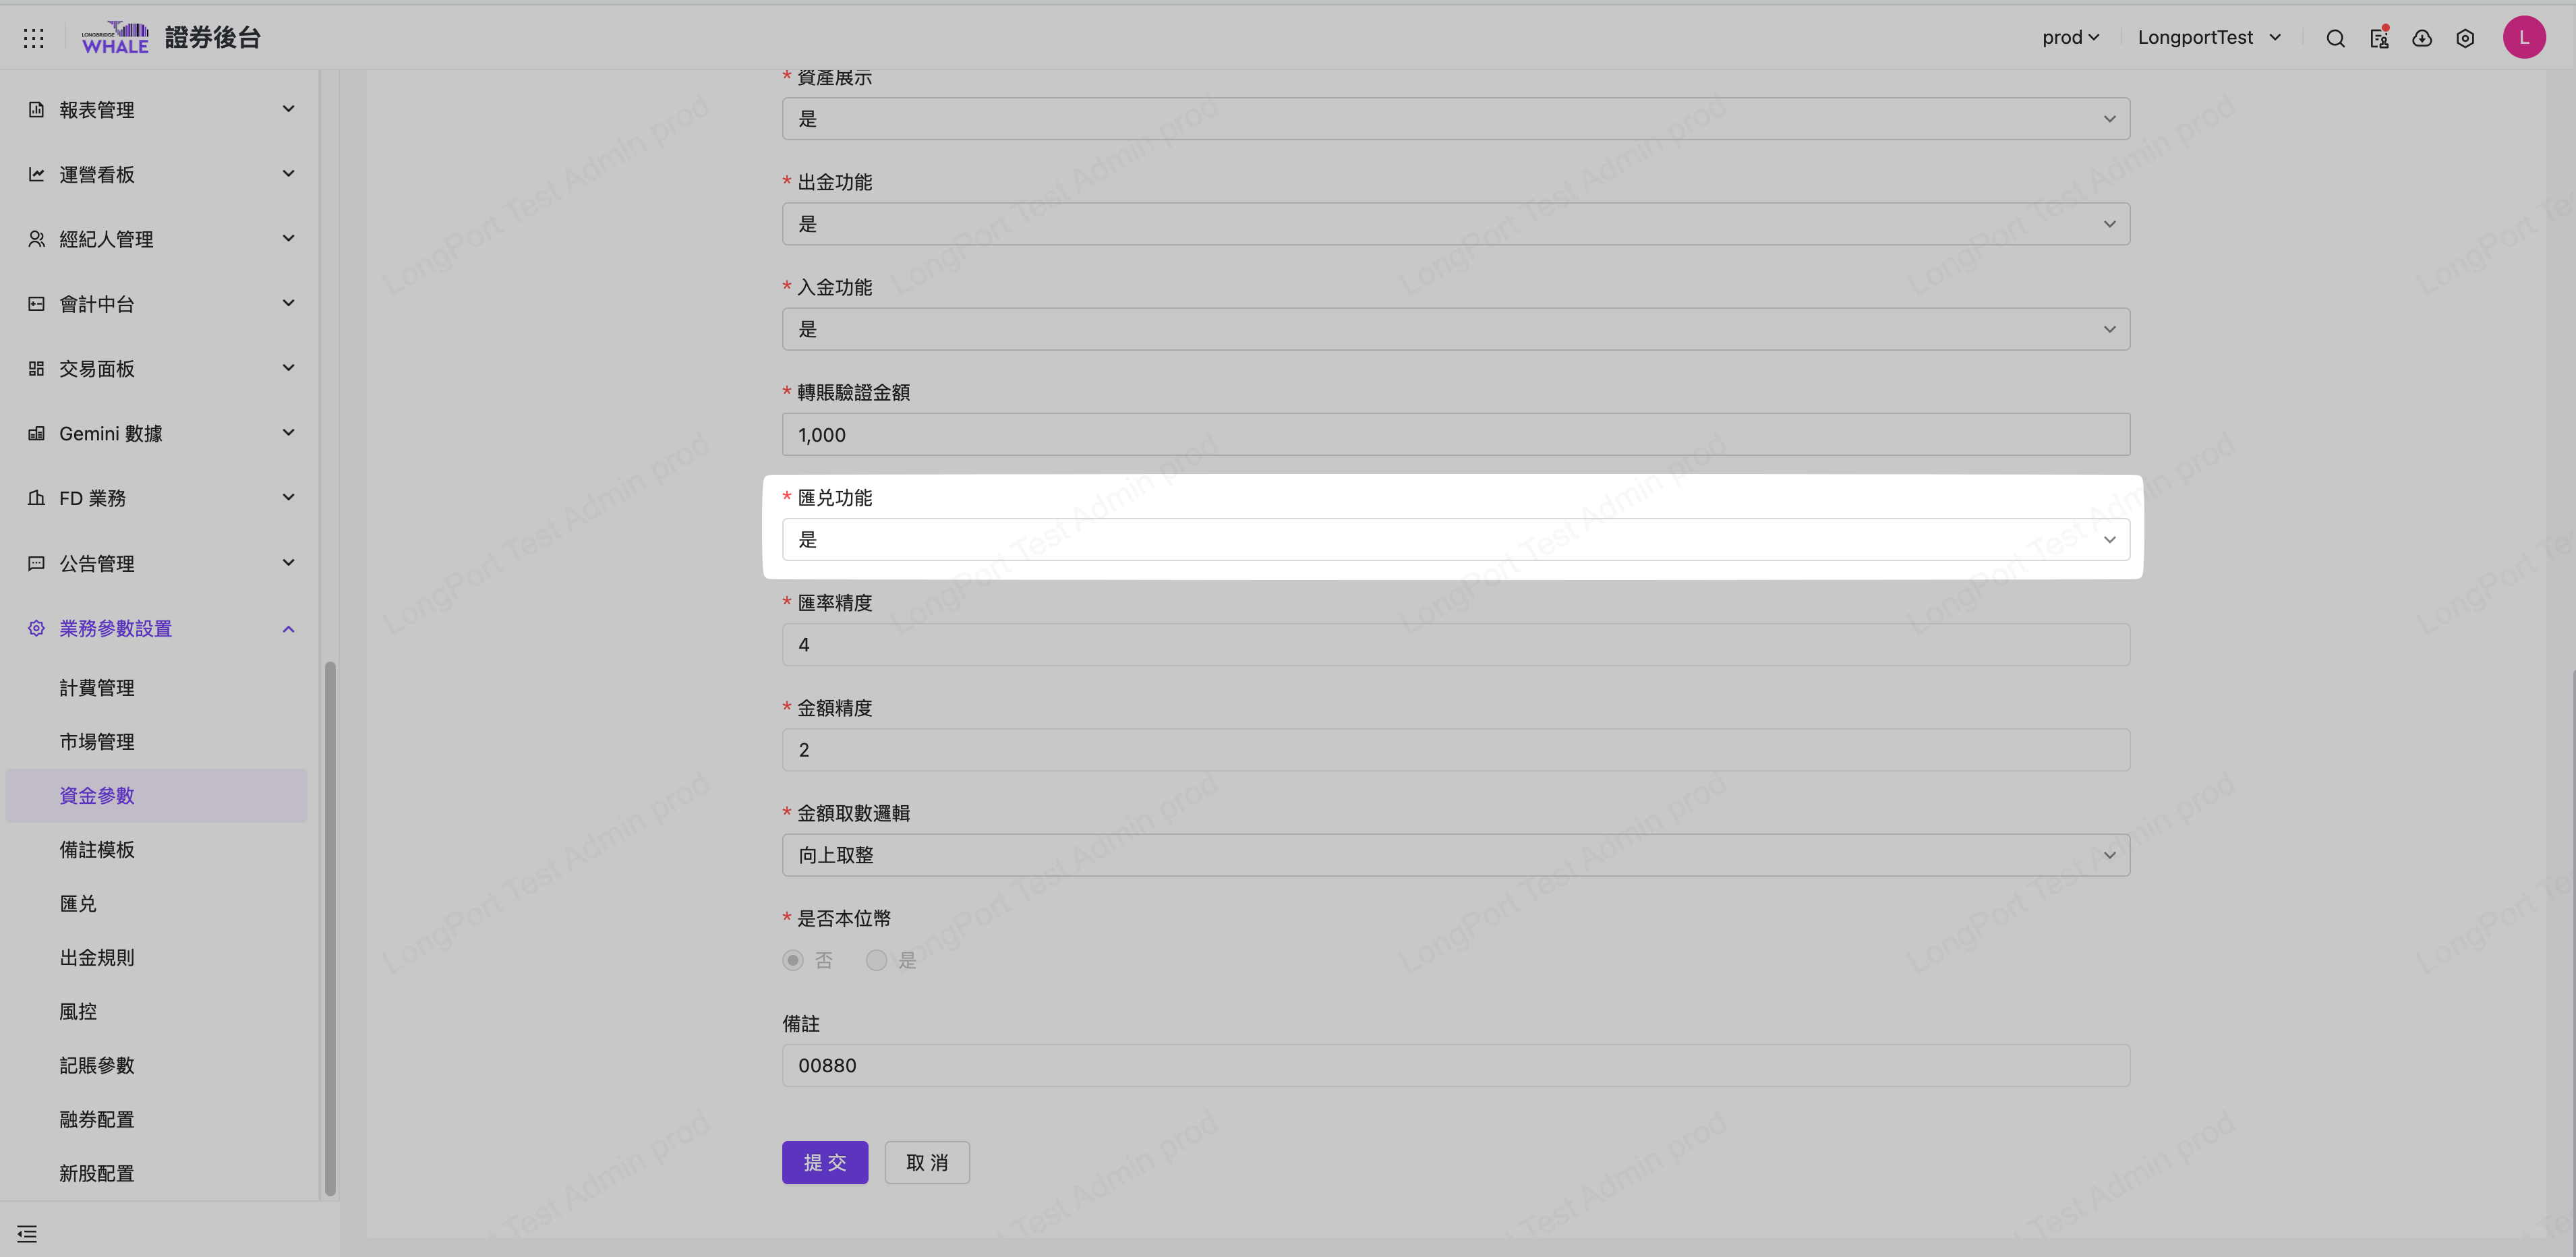 LONGBRIDGE
WHALE
證券後台
prod
LongportTest
L
報表管理
運營看板
經紀人管理
會計中台
交易面板
Gemini 數據
FD 業務
公告管理
業務參數設置
計費管理
市場管理
資金參數
備註模板
匯兑
出金規則
風控
記賬參數
融券配置
新股配置
* 資產展示
是
* 出金功能
是
* 入金功能
是
* 轉賬驗證金額
1,000
* 匯兑功能
是
* 匯率精度
4
* 金額精度
2
* 金額取數邏輯
向上取整
* 是否本位幣
否 是
備註
00880
提 交 取 消
LongPort Test Admin prod